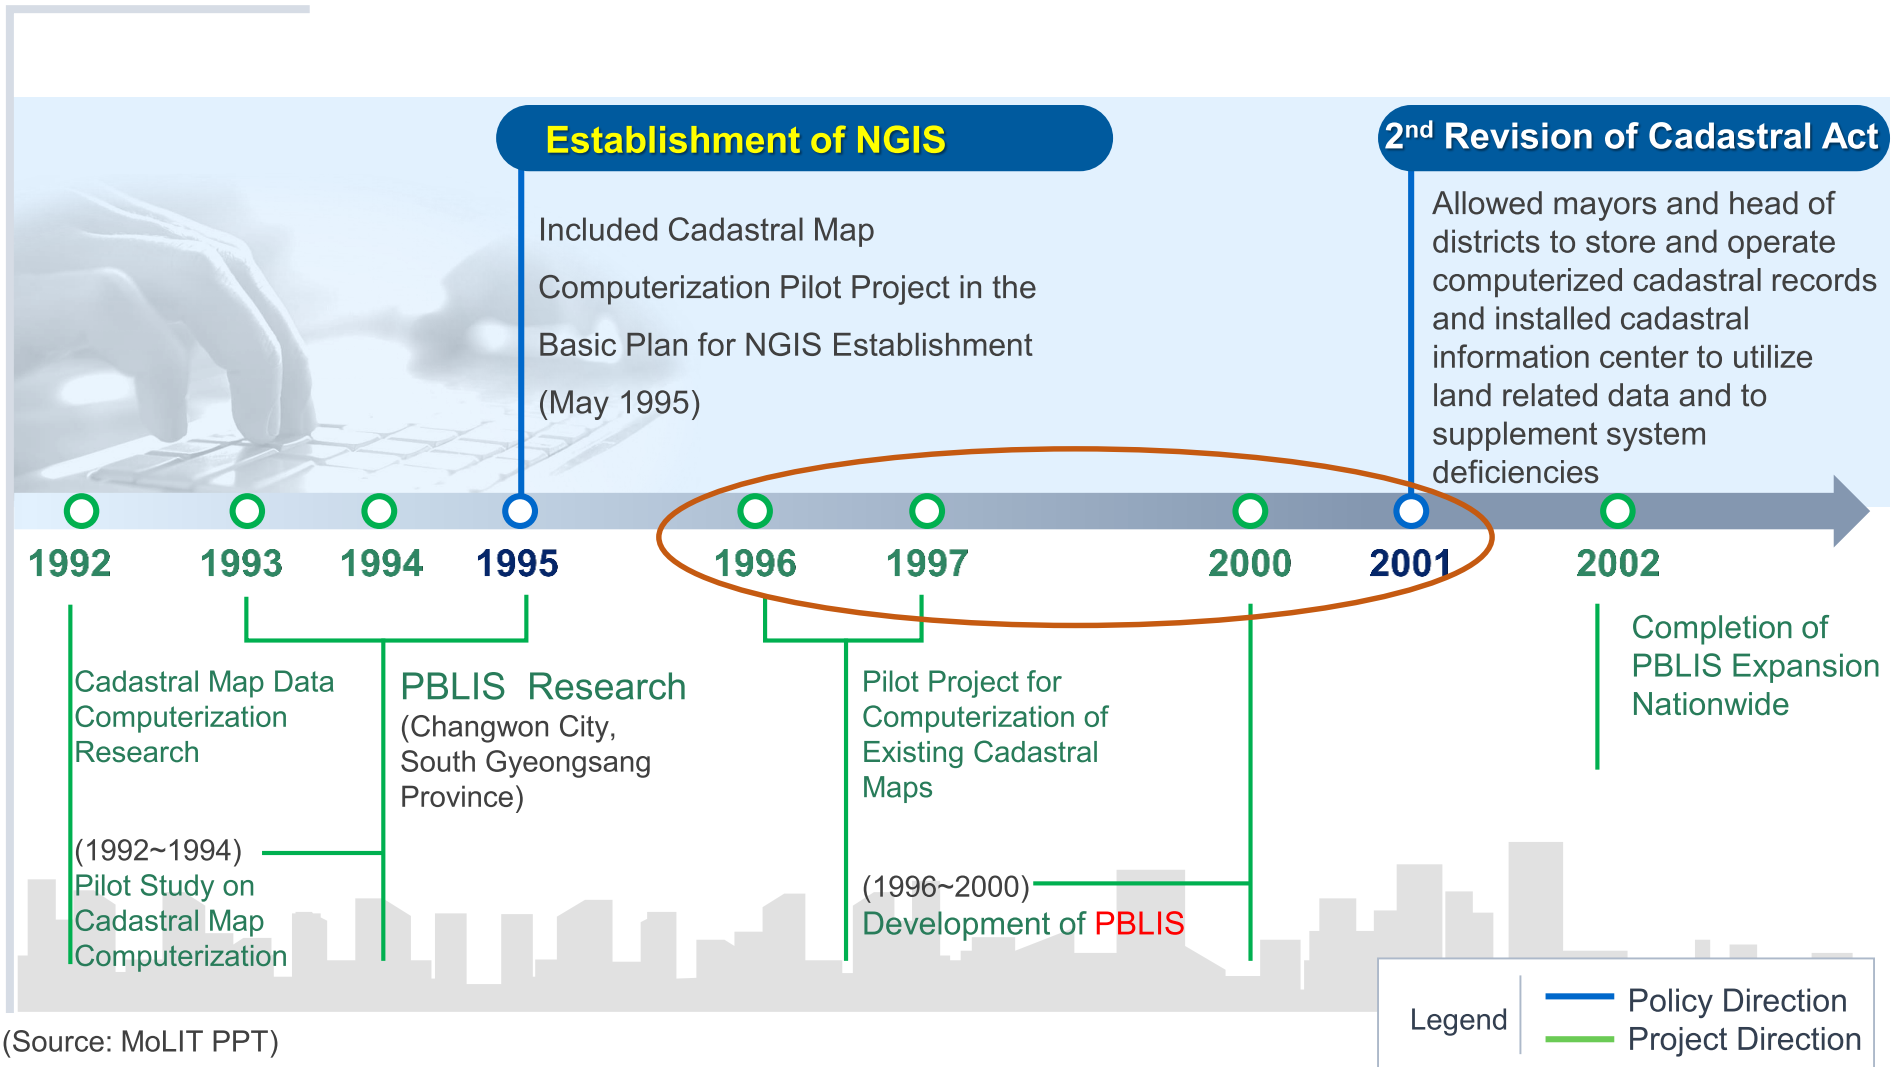 Establishment of NGIS
Included Cadastral Map
Computerization Pilot Project in the
Basic Plan for NGIS Establishment
(May 1995)
2nd Revision of Cadastral Act
Allowed mayors and head of
districts to store and operate
computerized cadastral records
and installed cadastral
information center to utilize
land related data and to
supplement system
deficiencies
1992
1993
1994
1995
1996
1997
2000
2001
2002
Cadastral Map Data
Computerization
Research
(1992~1994)
Pilot Study on
Cadastral Map
Computerization
PBLIS Research
(Changwon City,
South Gyeongsang
Province)
Pilot Project for
Computerization of
Existing Cadastral
Maps
(1996~2000)
Development of PBLIS
Completion of
PBLIS Expansion
Nationwide
Legend
Policy Direction
Project Direction
(Source: MoLIT PPT)